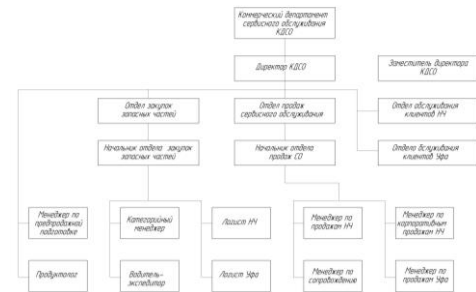 Коммерческий департамент
сервисного обслуживания
КДСО
Директор КДСО
Заместитель директора
КДСО
Отдел закупок
запасных частей
Отдел продаж
сервисного обслуживания
Отдел обслуживания
клиентов НЧ
Начальник отдела закупок
запасных частей
Начальник отдела
продаж СО
Отдела бслуживания
клиентов Уфа
Менеджер по
предпродажной
подготовке
Категорийный
менеджер
Логист НЧ
Менеджер по
продажам НЧ
Менеджер по
корпоративным
продажам НЧ
Продуктолог
Водитель-
экспедитор
Логист Уфа
Менеджер по
сопровождение
Менеджер по
продажам Уфа